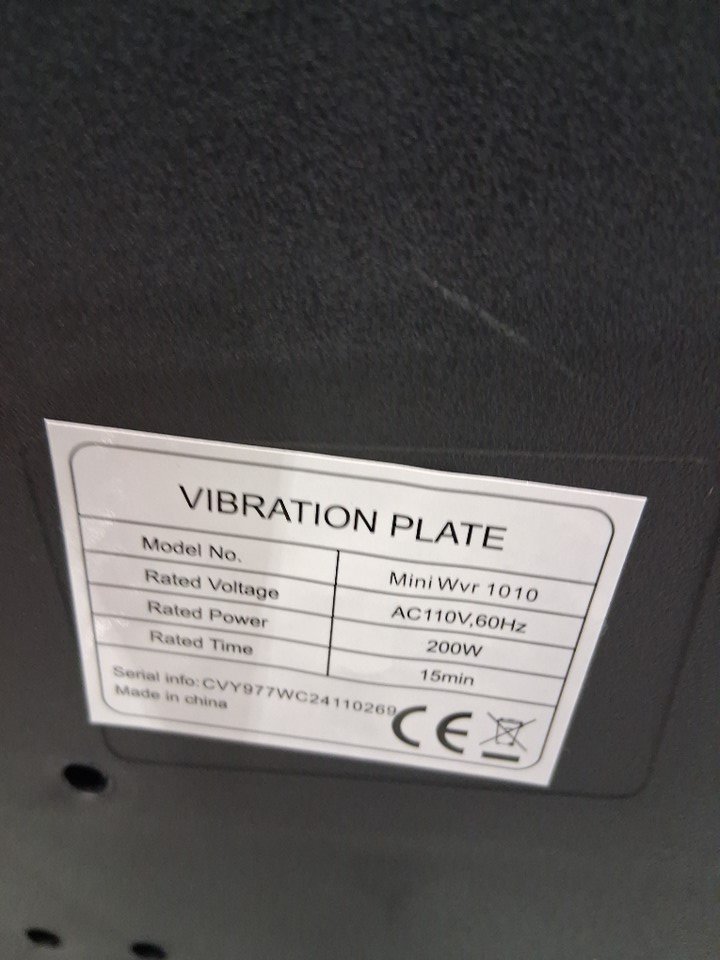 VIBRATION PLATE
Model No. Mini Wvr 1010
Rated Voltage AC110V,60Hz
Rated Power 200W
Rated Time 15min
Serial info: CVY977WC24110269
Made in china
CE